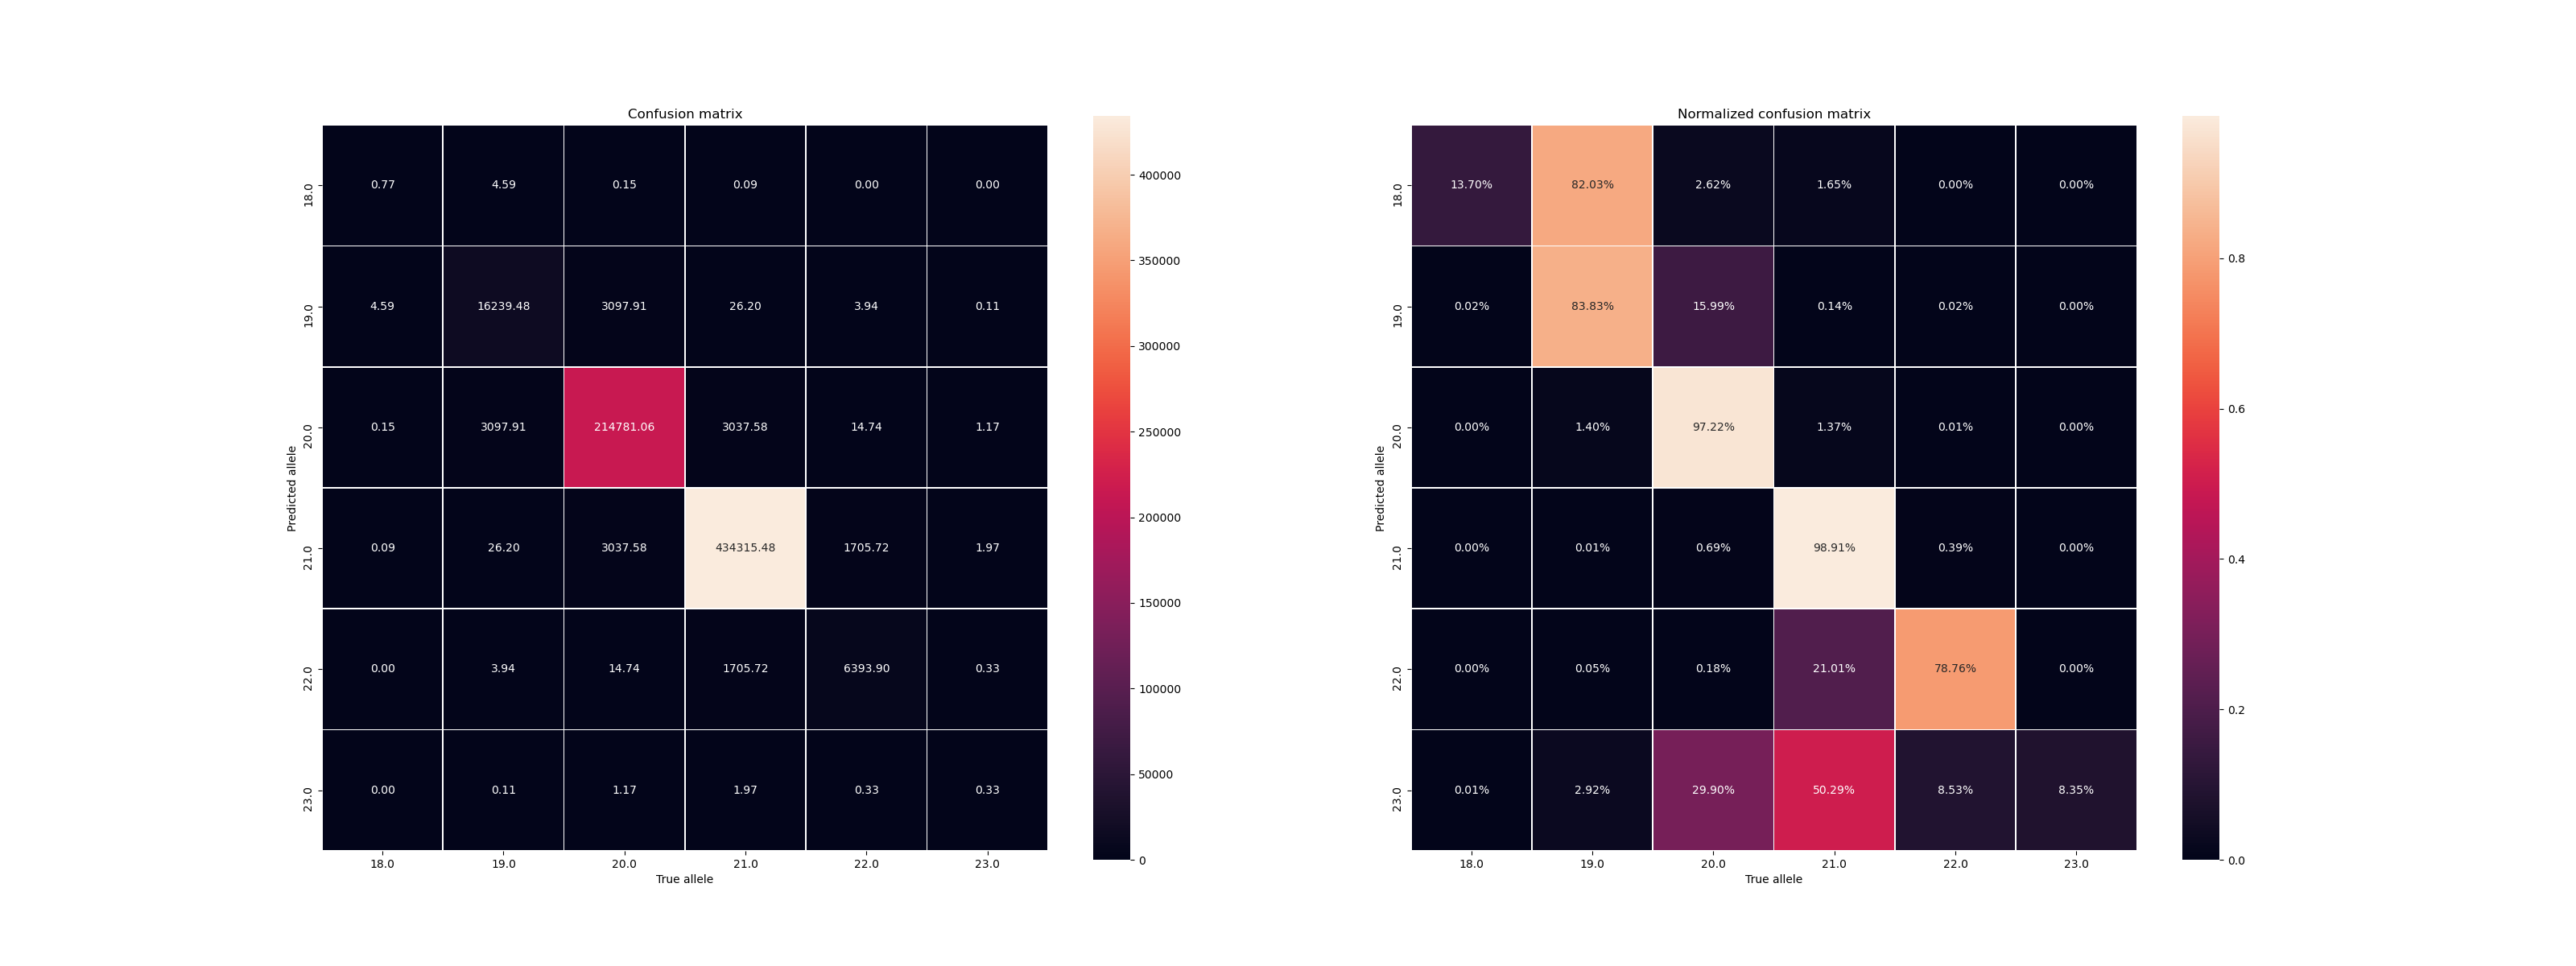 Confusion matrix
18.0 0.77 4.59 0.15 0.09 0.00 0.00
19.0 4.59 16239.48 3097.91 26.20 3.94 0.11
20.0 0.15 3097.91 214781.06 3037.58 14.74 1.17
21.0 0.09 26.20 3037.58 434315.48 1705.72 1.97
22.0 0.00 3.94 14.74 1705.72 6393.90 0.33
23.0 0.00 0.11 1.17 1.97 0.33 0.33
18.0 19.0 20.0 21.0 22.0 23.0
True allele
Predicted allele
400000
350000
300000
250000
200000
150000
100000
50000
0
Normalized confusion matrix
18.0 13.70% 82.03% 2.62% 1.65% 0.00% 0.00%
19.0 0.02% 83.83% 15.99% 0.14% 0.02% 0.00%
20.0 0.00% 1.40% 97.22% 1.37% 0.01% 0.00%
21.0 0.00% 0.01% 0.69% 98.91% 0.39% 0.00%
22.0 0.00% 0.05% 0.18% 21.01% 78.76% 0.00%
23.0 0.01% 2.92% 29.90% 50.29% 8.53% 8.35%
18.0 19.0 20.0 21.0 22.0 23.0
True allele
Predicted allele
0.8
0.6
0.4
0.2
0.0